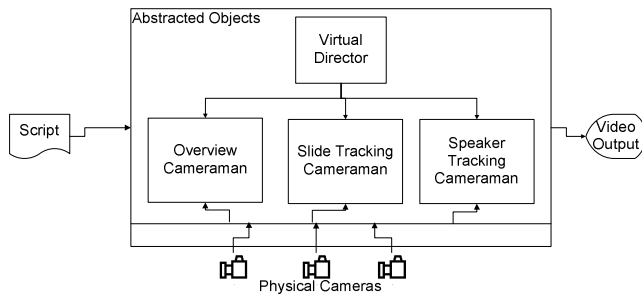 Abstracted Objects
Virtual
Director
Script
Overview
Cameraman
Slide Tracking
Cameraman
Speaker
Tracking
Cameraman
Video
Output
Physical Cameras